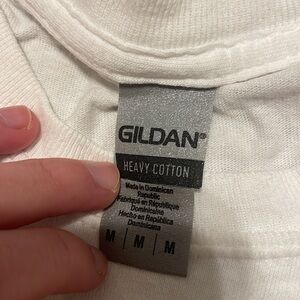 GILDAN®
HEAVY COTTON
Made in Dominican
Republic
Fabriqué en République
Dominicaine
Hecho en República
Dominicana
M | M | M